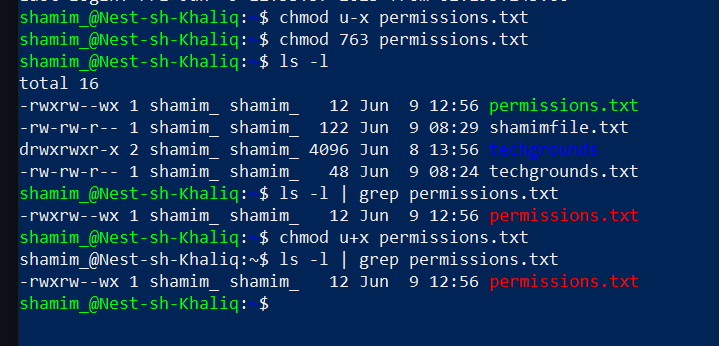 shamim_@Nest-sh-Khaliq:~$ chmod u-x permissions.txt
shamim_@Nest-sh-Khaliq:~$ chmod 763 permissions.txt
shamim_@Nest-sh-Khaliq:~$ ls -l
total 16
-rwxrw--wx 1 shamim_ shamim_   12 Jun  9 12:56 permissions.txt
-rw-rw-r-- 1 shamim_ shamim_  122 Jun  9 08:29 shamimfile.txt
drwxrwxr-x 2 shamim_ shamim_ 4096 Jun  8 13:56 techgrounds
-rw-rw-r-- 1 shamim_ shamim_   48 Jun  9 08:24 techgrounds.txt
shamim_@Nest-sh-Khaliq:~$ ls -l | grep permissions.txt
-rwxrw--wx 1 shamim_ shamim_   12 Jun  9 12:56 permissions.txt
shamim_@Nest-sh-Khaliq:~$ chmod u+x permissions.txt
shamim_@Nest-sh-Khaliq:~$ ls -l | grep permissions.txt
-rwxrw--wx 1 shamim_ shamim_   12 Jun  9 12:56 permissions.txt
shamim_@Nest-sh-Khaliq:~$